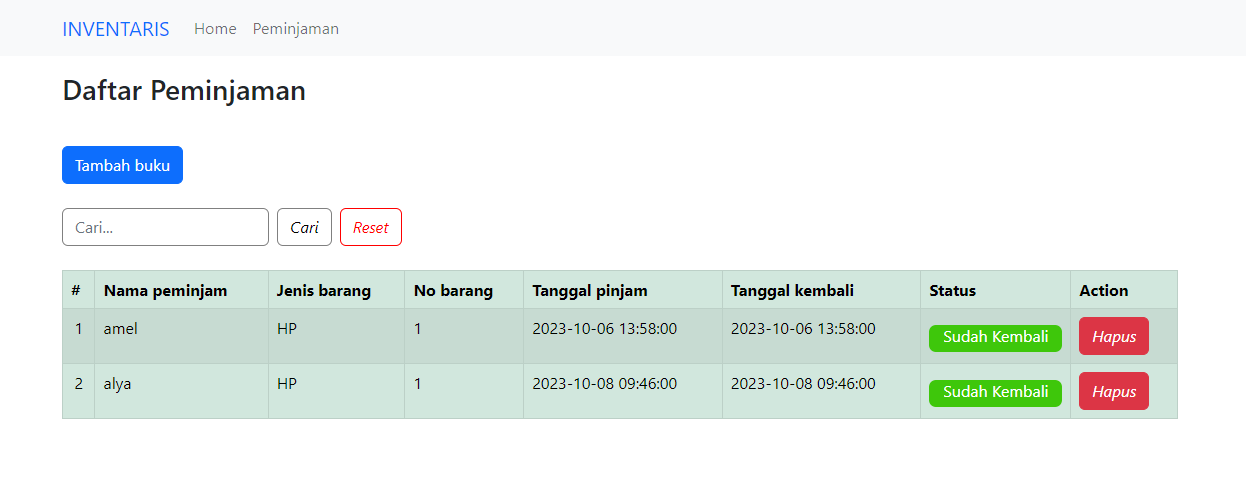 INVENTARIS Home Peminjaman
Daftar Peminjaman
Tambah buku
Cari... Cari Reset
# Nama peminjam Jenis barang No barang Tanggal pinjam Tanggal kembali Status Action
1 amel HP 1 2023-10-06 13:58:00 2023-10-06 13:58:00 Sudah Kembali Hapus
2 alya HP 1 2023-10-08 09:46:00 2023-10-08 09:46:00 Sudah Kembali Hapus